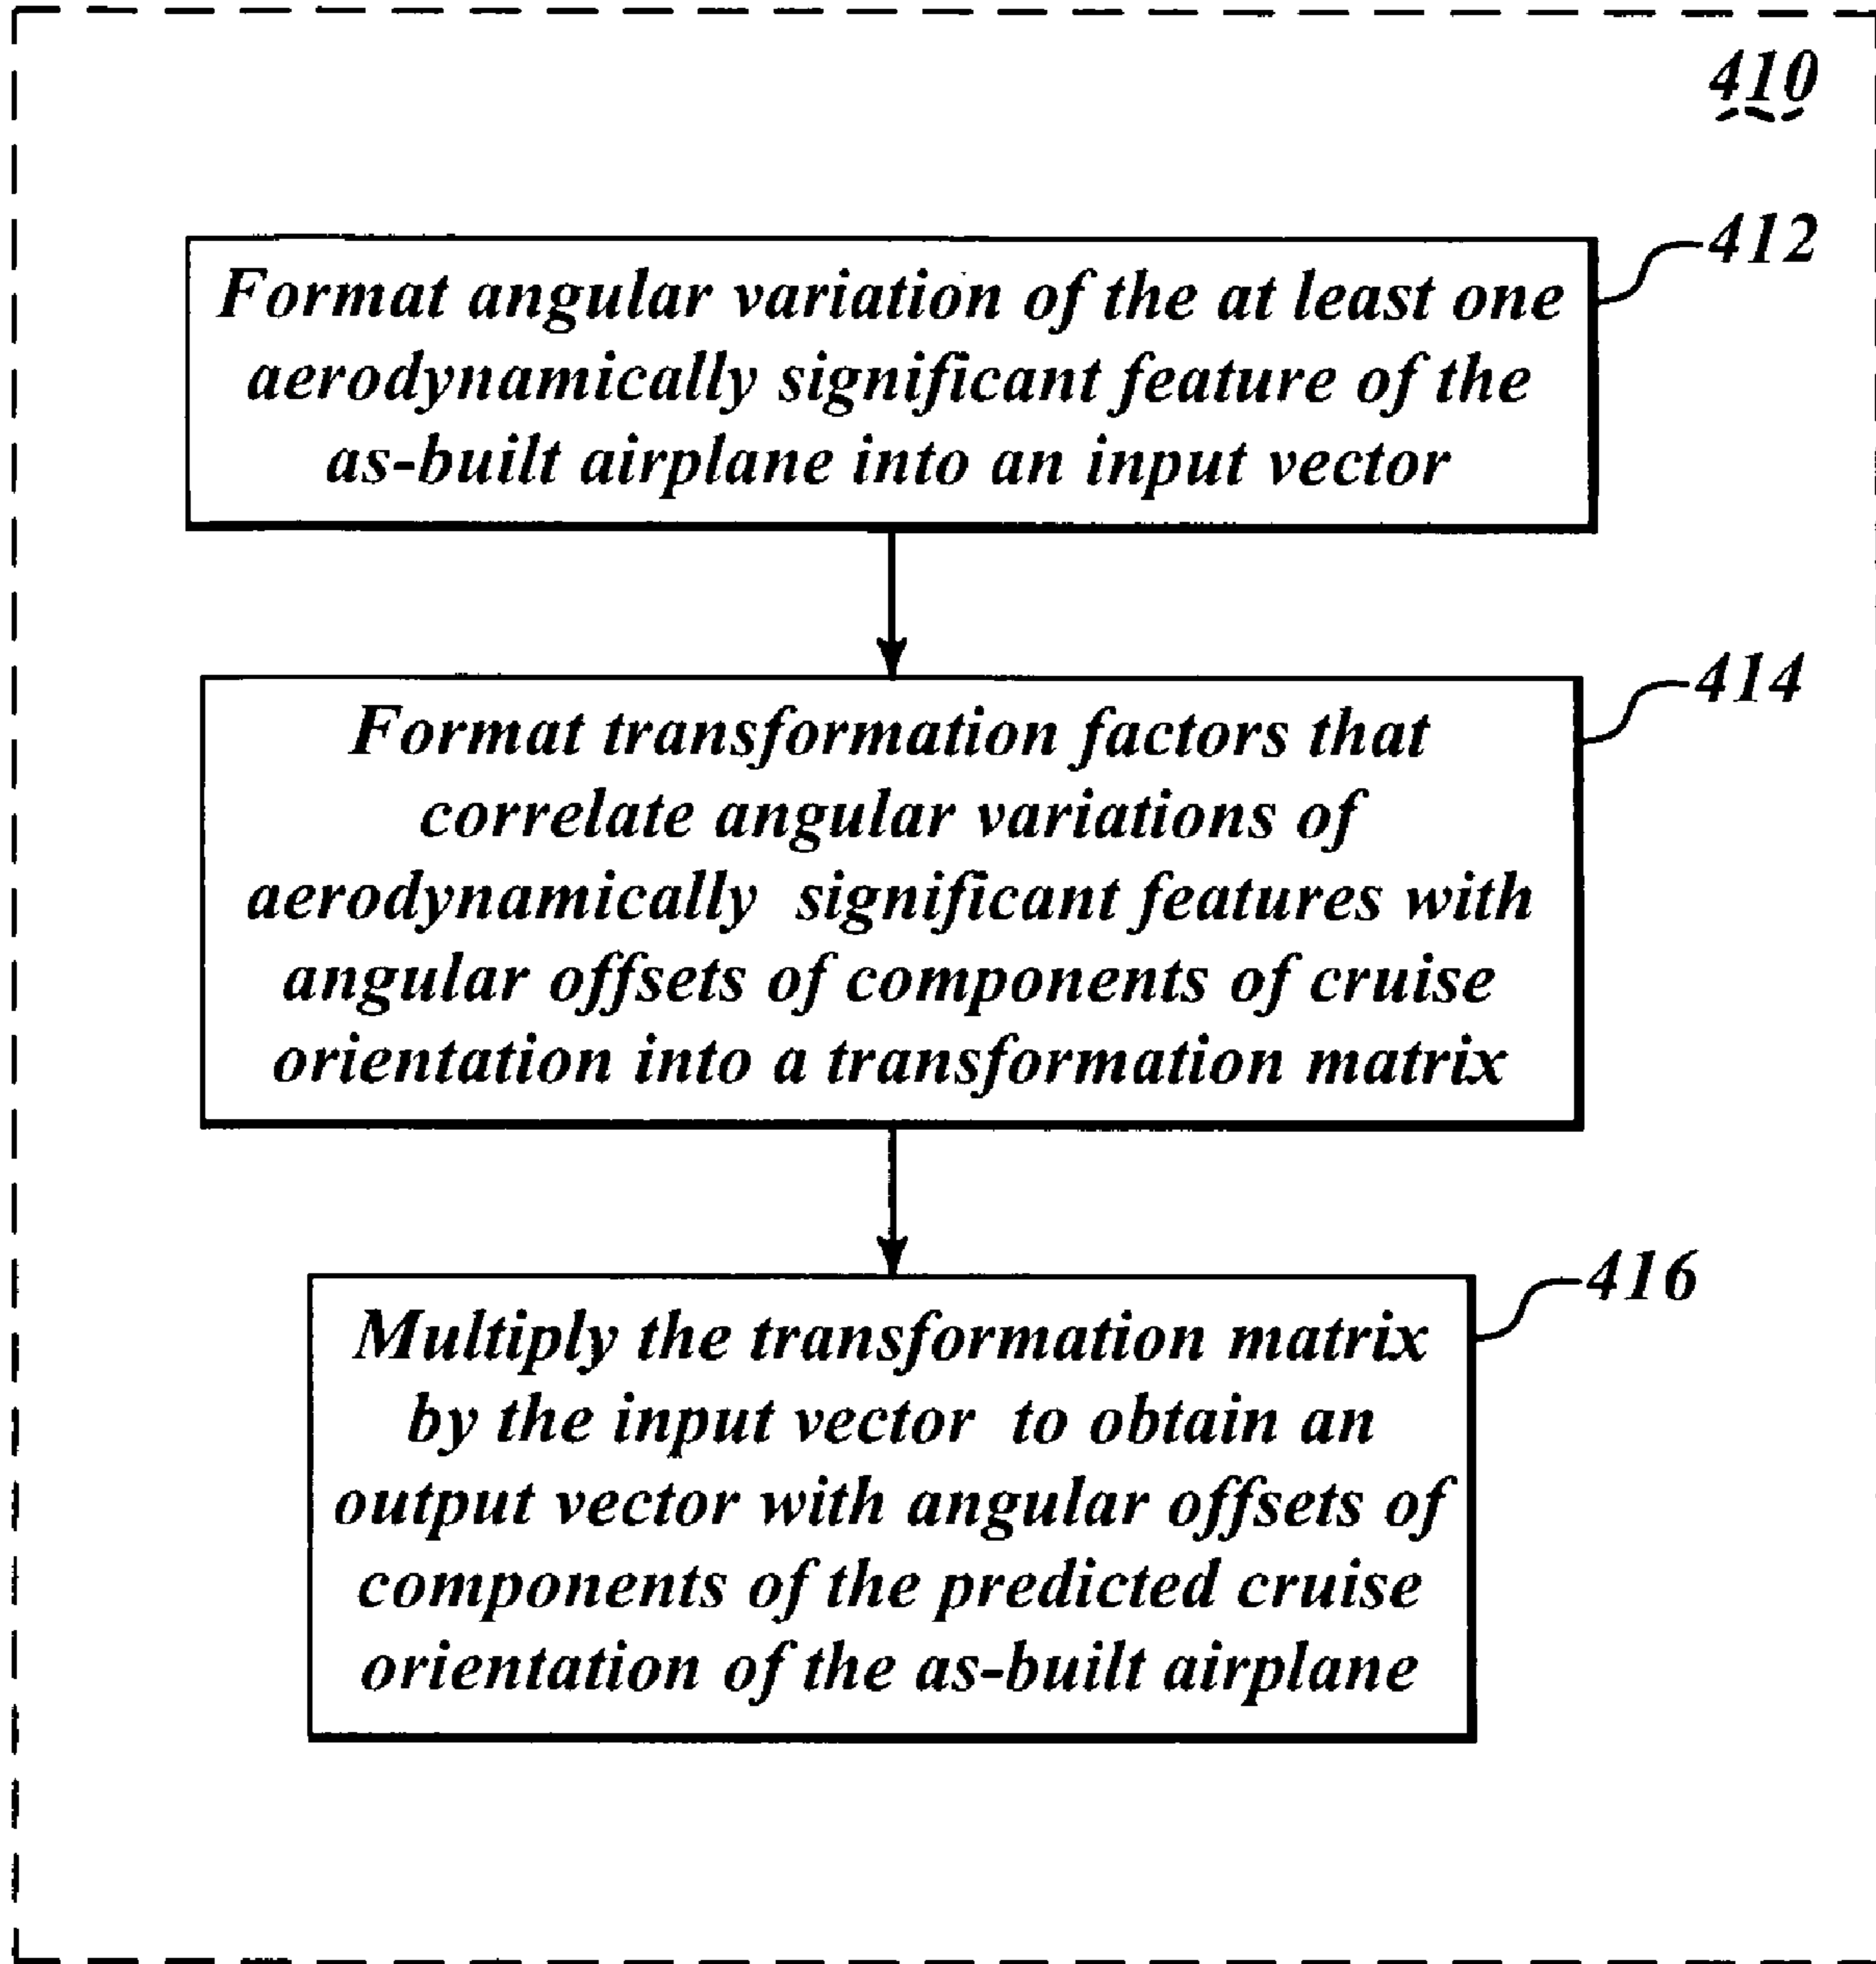 410
412
Format angular variation of the at least one
aerodynamically significant feature of the
as-built airplane into an input vector
414
Format transformation factors that
correlate angular variations of
aerodynamically significant features with
angular offsets of components of cruise
orientation into a transformation matrix
416
Multiply the transformation matrix
by the input vector to obtain an
output vector with angular offsets of
components of the predicted cruise
orientation of the as-built airplane